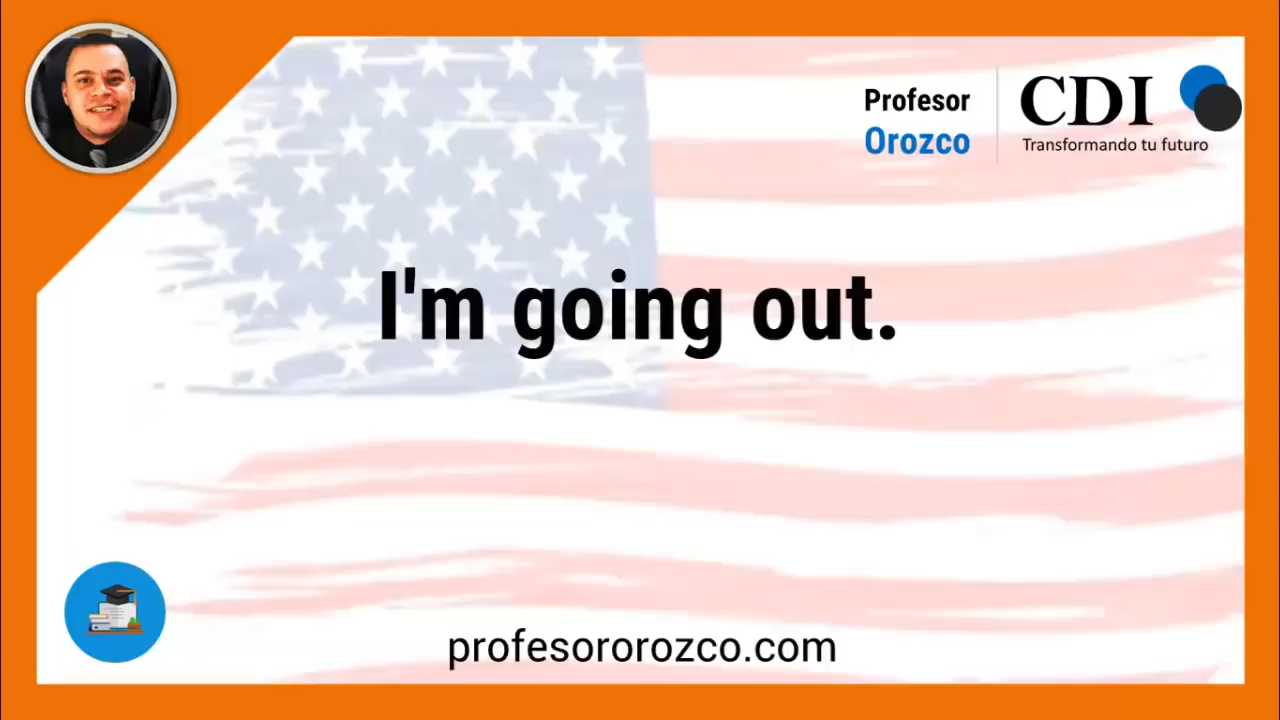 Profesor
Orozco
CDI
Transformando tu futuro
I'm going out.
profesororozco.com